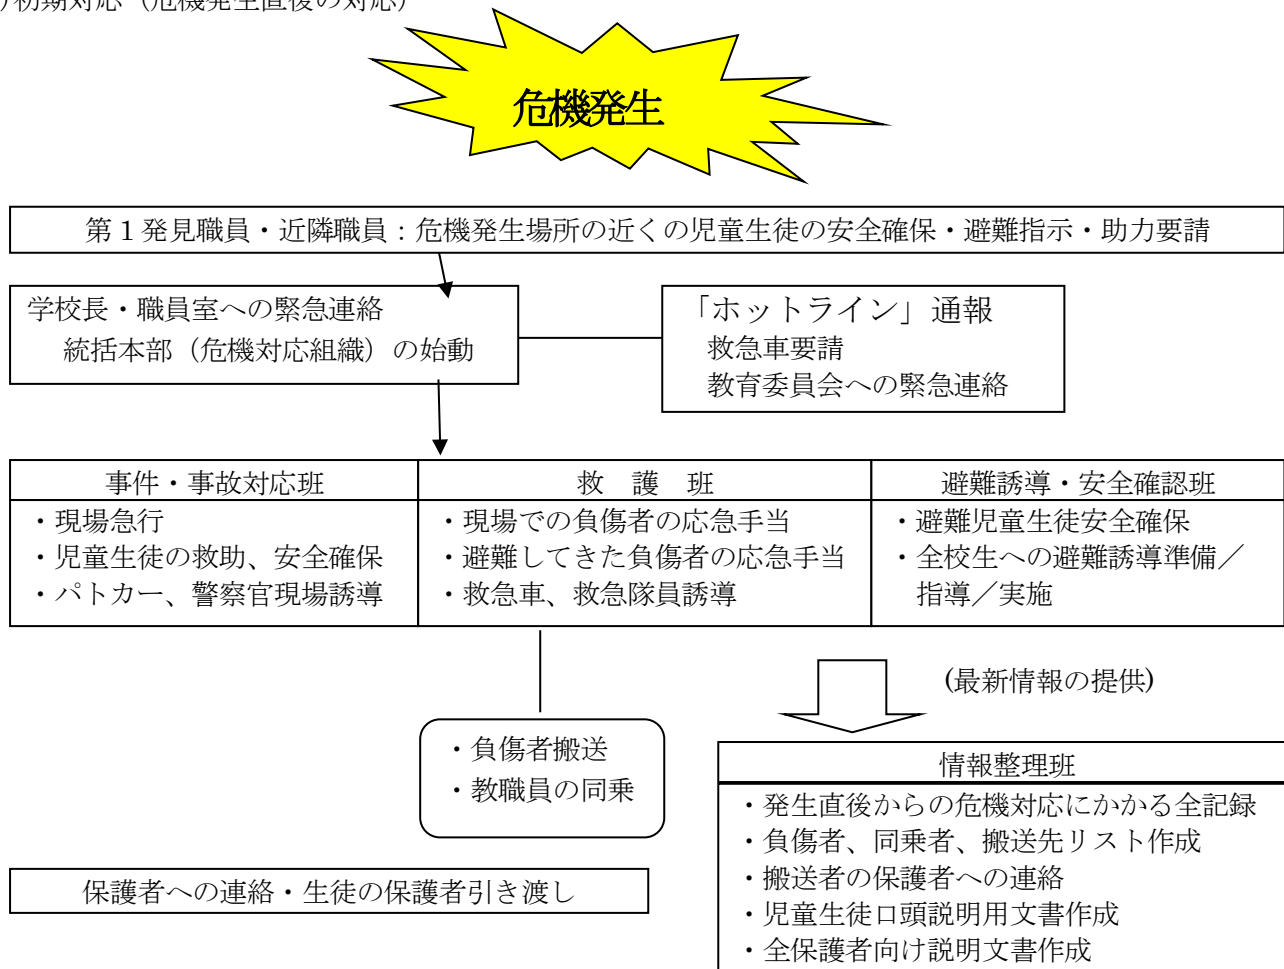 )初期対応（危機発生直後の対応）
危機発生
第１発見職員・近隣職員：危機発生場所の近くの児童生徒の安全確保・避難指示・助力要請
学校長・職員室への緊急連絡
統括本部（危機対応組織）の始動
「ホットライン」通報
救急車要請
教育委員会への緊急連絡
事件・事故対応班
・現場急行
・児童生徒の救助、安全確保
・パトカー、警察官現場誘導
救　護　班
・現場での負傷者の応急手当
・避難してきた負傷者の応急手当
・救急車、救急隊員誘導
避難誘導・安全確認班
・避難児童生徒安全確保
・全校生への避難誘導準備／
指導／実施
(最新情報の提供)
・負傷者搬送
・教職員の同乗
情報整理班
・発生直後からの危機対応にかかる全記録
・負傷者、同乗者、搬送先リスト作成
・搬送者の保護者への連絡
・児童生徒口頭説明用文書作成
・全保護者向け説明文書作成
保護者への連絡・生徒の保護者引き渡し